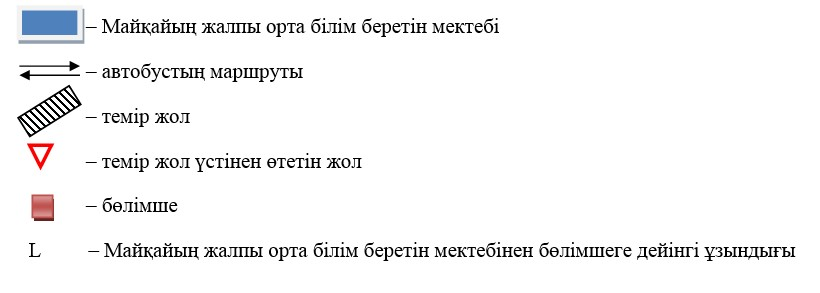 – Майқайың жалпы орта білім беретін мектебі
– автобустың маршруты
– темір жол
– темір жол үстінен өтетін жол
– бөлімше
L – Майқайың жалпы орта білім беретін мектебінен бөлімшеге дейінгі ұзындығы